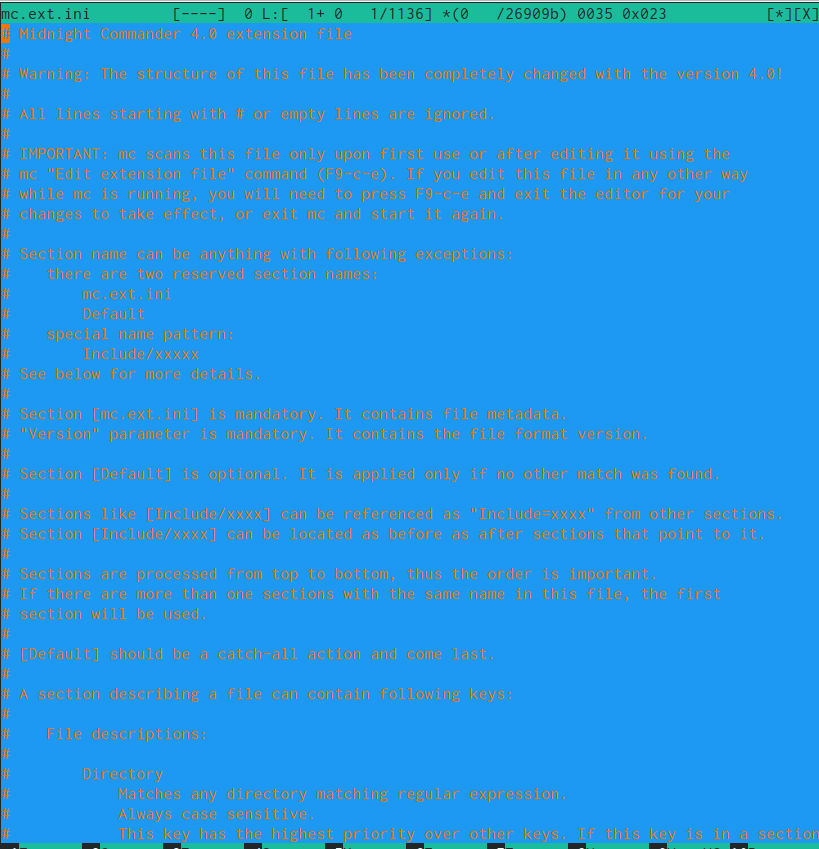 mc.ext.ini [----] 0 L:[ 1+ 0 1/1136] *(0 /26909b) 0035 0x023 [*][X]
# Midnight Commander 4.0 extension file
#
# Warning: The structure of this file has been completely changed with the version 4.0!
#
# All lines starting with # or empty lines are ignored.
#
# IMPORTANT: mc scans this file only upon first use or after editing it using the
# mc "Edit extension file" command (F9-c-e). If you edit this file in any other way
# while mc is running, you will need to press F9-c-e and exit the editor for your
# changes to take effect, or exit mc and start it again.
#
# Section name can be anything with following exceptions:
# there are two reserved section names:
# mc.ext.ini
# Default
# special name pattern:
# Include/xxxxx
# See below for more details.
#
# Section [mc.ext.ini] is mandatory. It contains file metadata.
# "Version" parameter is mandatory. It contains the file format version.
#
# Section [Default] is optional. It is applied only if no other match was found.
#
# Sections like [Include/xxxx] can be referenced as "Include=xxxx" from other sections.
# Section [Include/xxxx] can be located as before as after sections that point to it.
#
# Sections are processed from top to bottom, thus the order is important.
# If there are more than one sections with the same name in this file, the first
# section will be used.
#
# [Default] should be a catch-all action and come last.
#
# A section describing a file can contain following keys:
#
# File descriptions:
#
# Directory
# Matches any directory matching regular expression.
# Always case sensitive.
# This key has the highest priority over other keys. If this key is in a section